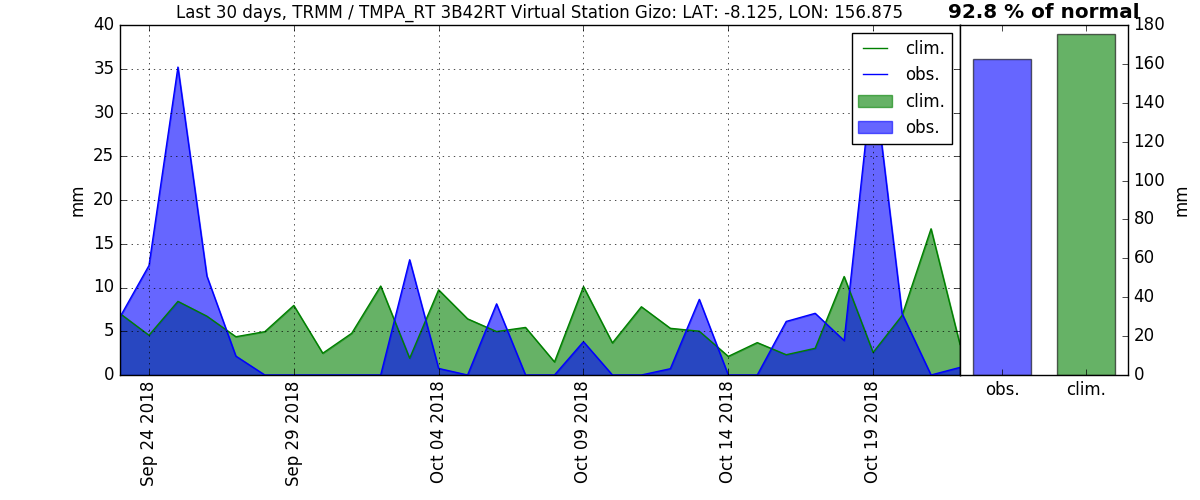 Last 30 days, TRMM / TMPA_RT 3B42RT Virtual Station Gizo: LAT: -8.125, LON: 156.875
92.8 % of normal
40
35
30
25
20
15
10
5
0
mm
clim.
obs.
clim.
obs.
180
160
140
120
100
80
60
40
20
0
mm
Sep 24 2018
Sep 29 2018
Oct 04 2018
Oct 09 2018
Oct 14 2018
Oct 19 2018
obs.
clim.